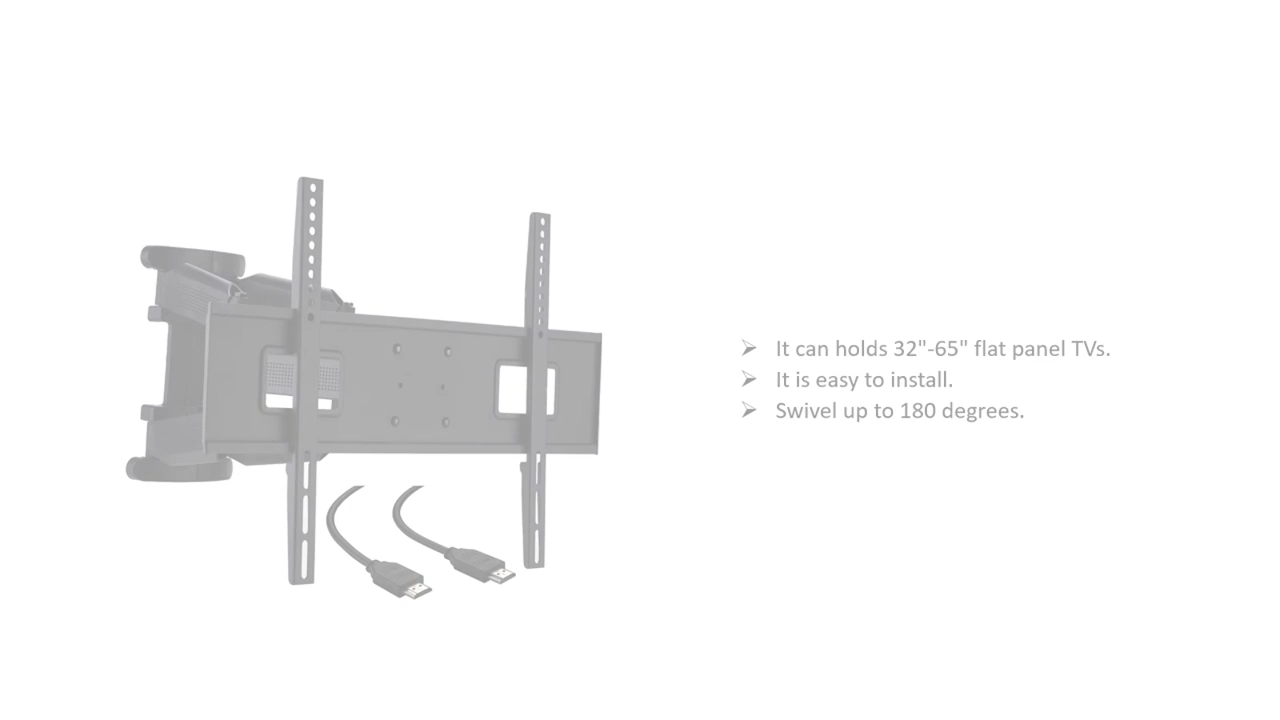 ➢ It can holds 32"-65" flat panel TVs.
➢ It is easy to install.
➢ Swivel up to 180 degrees.